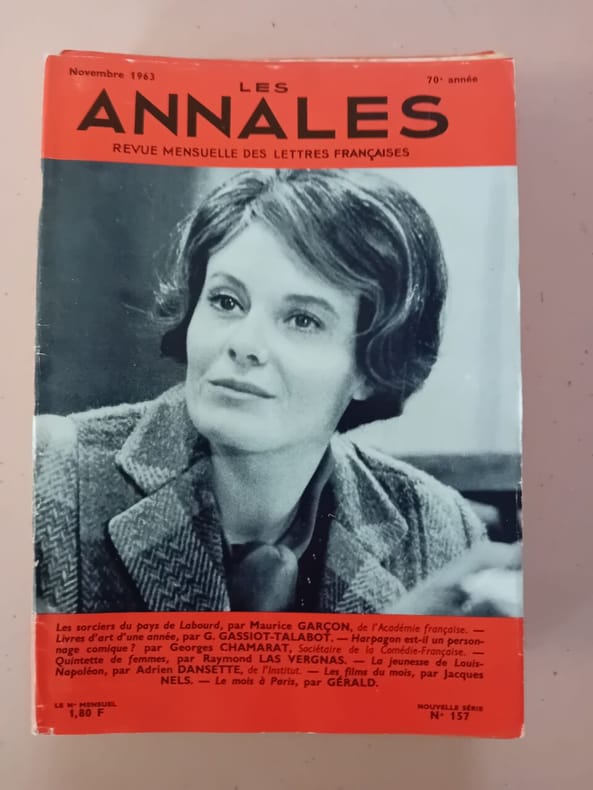 Novembre 1963
70e année
LES
ANNALES
REVUE MENSUELLE DES LETTRES FRANÇAISES
Les sorciers du pays de Labourd, par Maurice GARÇON, de l'Académie française. —
Livres d'art d'une année, par G. GASSIOT-TALABOT. — Harpagon est-il un person-
nage comique ? par Georges CHAMARAT, Sociétaire de la Comédie-Française. —
Quintette de femmes, par Raymond LAS VERGNAS. — La jeunesse de Louis-
Napoléon, par Adrien DANSETTE, de l'Institut. — Les films du mois, par Jacques
NELS. — Le mois à Paris, par GÉRALD.
LE No MENSUEL
1,80 F
NOUVELLE SÉRIE
No 157